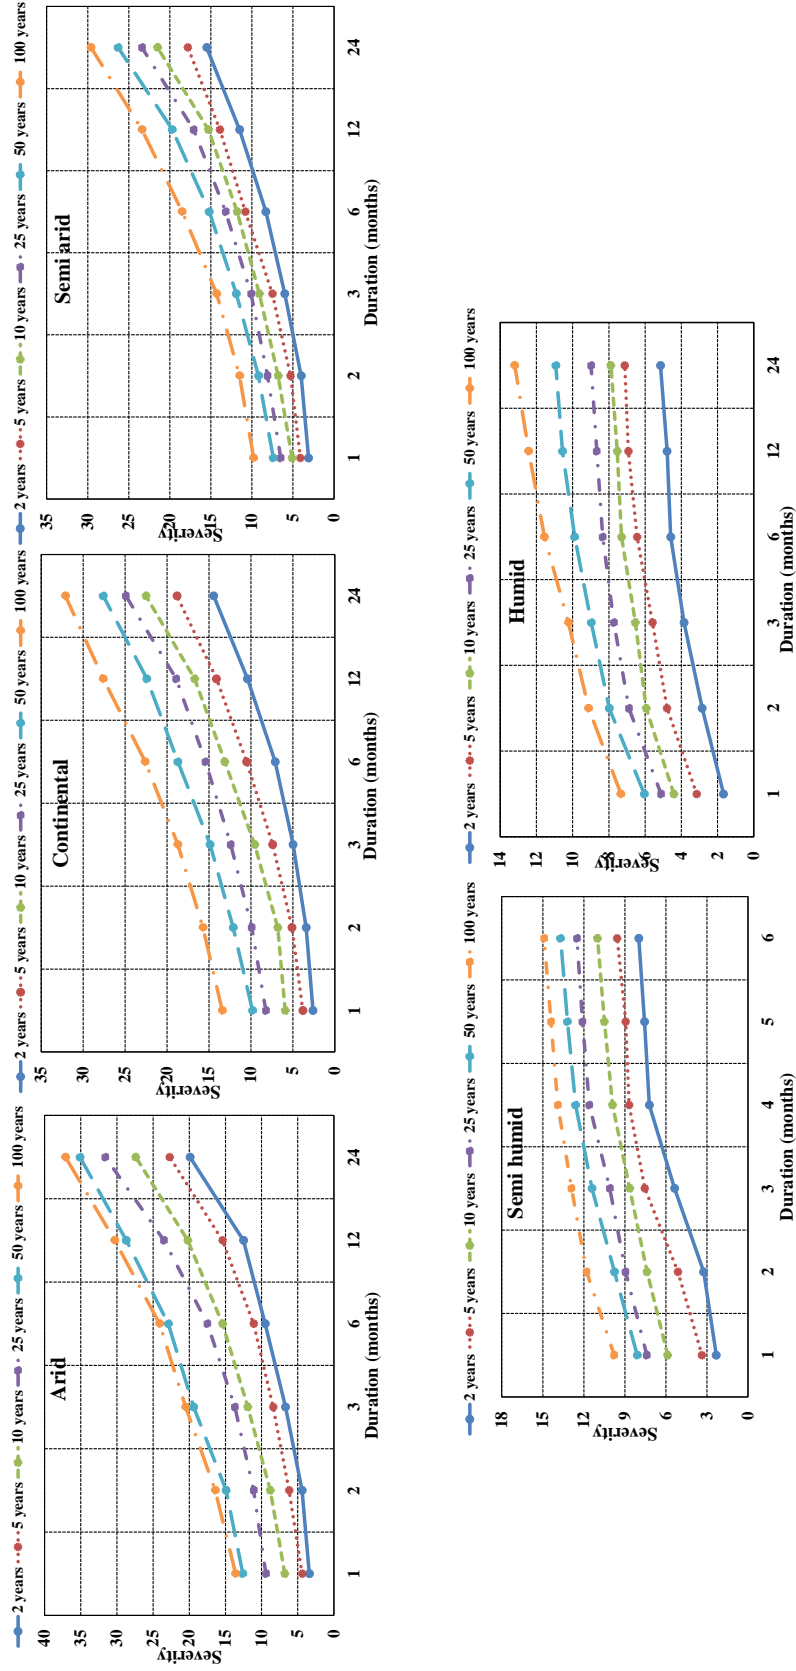 2 years 5 years 10 years 25 years 50 years 100 years
Arid
Severity
40
35
30
25
20
15
10
5
0
1 2 3 6 12 24
Duration (months)
2 years 5 years 10 years 25 years 50 years 100 years
Continental
Severity
35
30
25
20
15
10
5
0
1 2 3 6 12 24
Duration (months)
2 years 5 years 10 years 25 years 50 years 100 years
Semi arid
Severity
35
30
25
20
15
10
5
0
1 2 3 6 12 24
Duration (months)
2 years 5 years 10 years 25 years 50 years 100 years
Semi humid
Severity
18
15
12
9
6
3
0
1 2 3 4 5 6
Duration (months)
2 years 5 years 10 years 25 years 50 years 100 years
Humid
Severity
14
12
10
8
6
4
2
0
1 2 3 6 12 24
Duration (months)